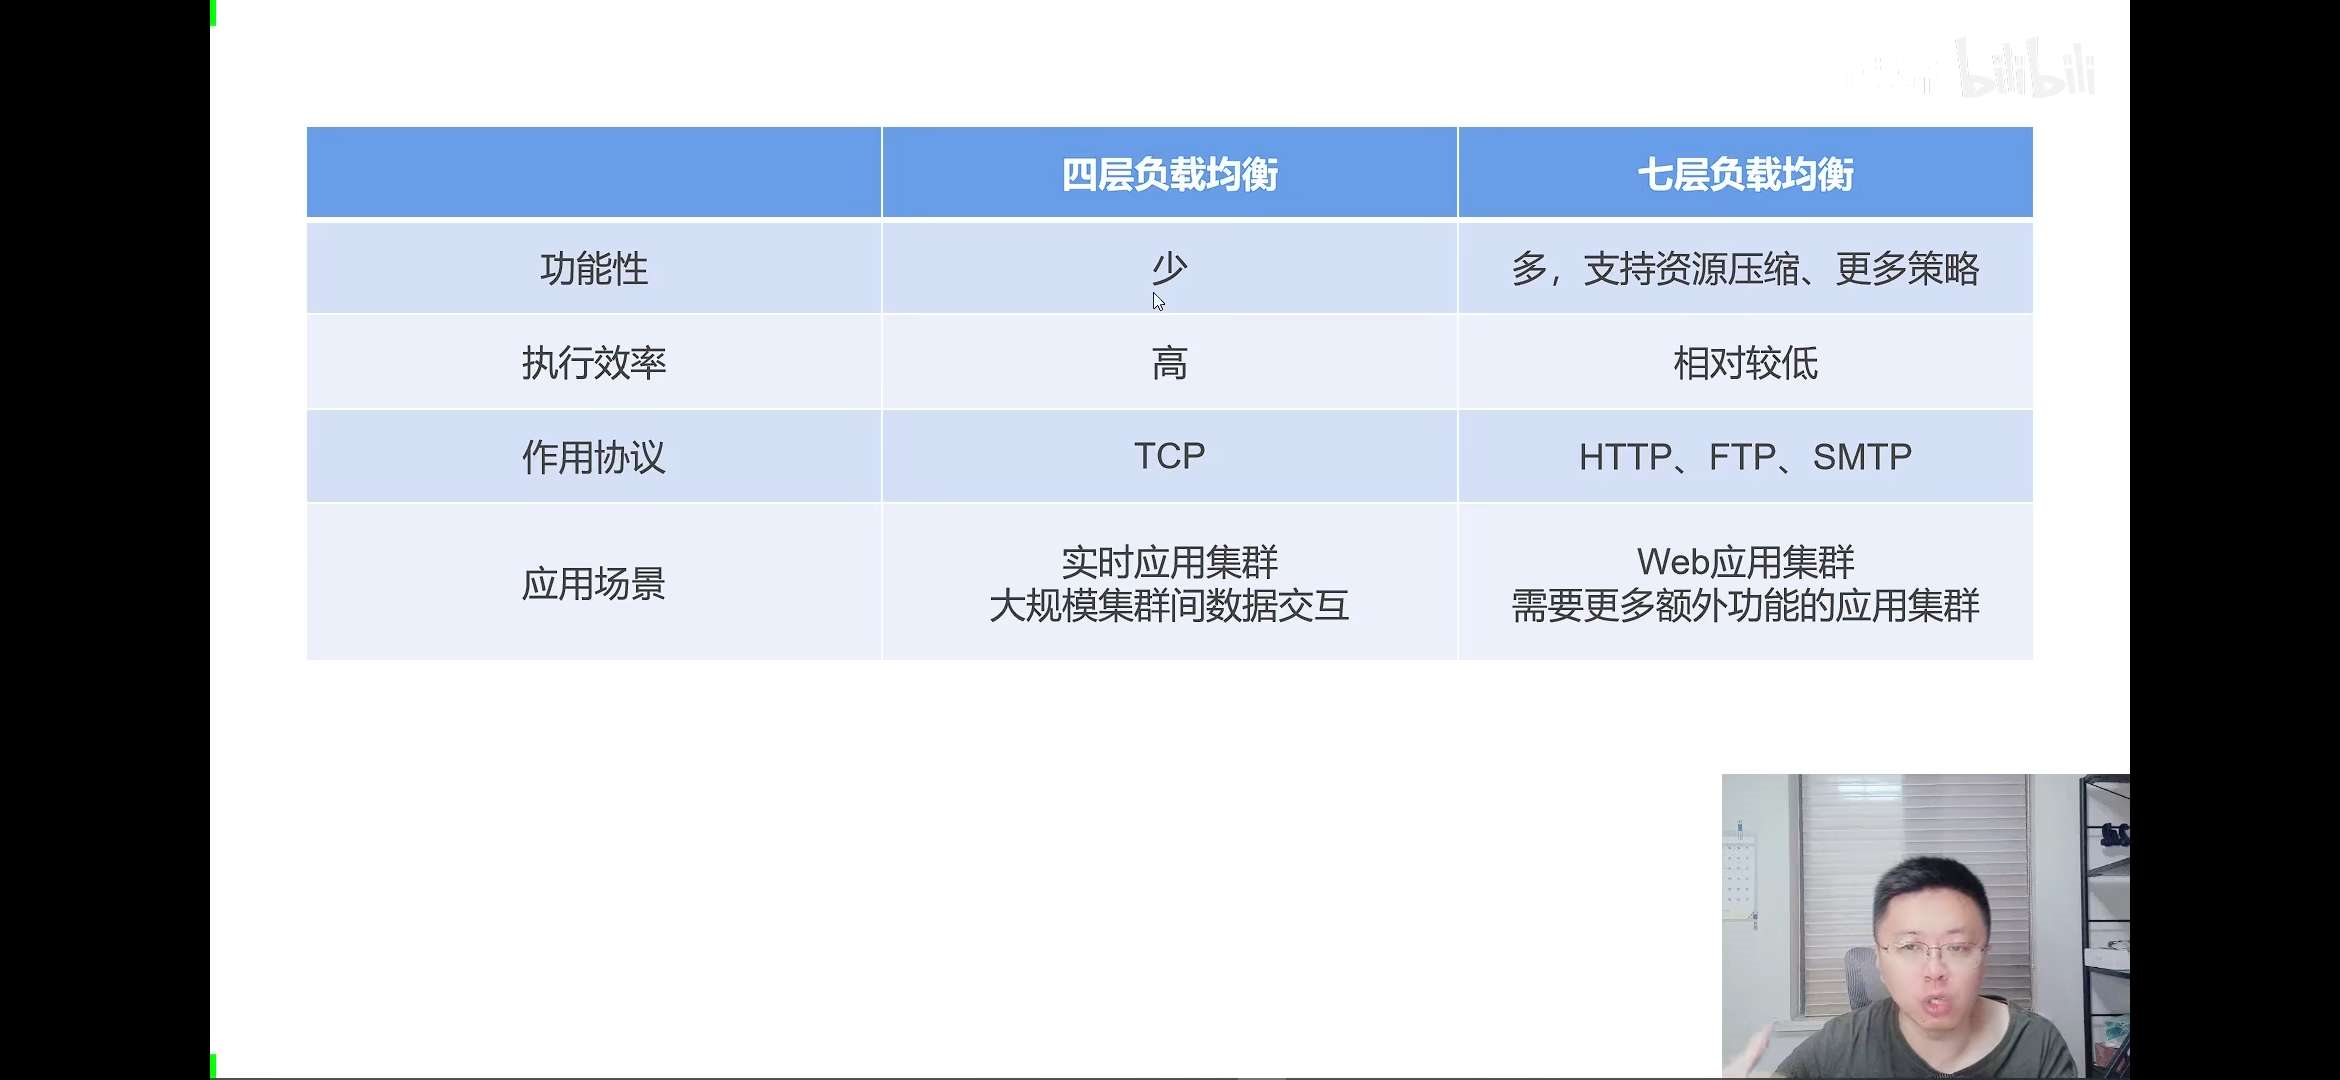 bilibili
四层负载均衡
七层负载均衡
功能性
少
多，支持资源压缩、更多策略
执行效率
高
相对较低
作用协议
TCP
HTTP、FTP、SMTP
应用场景
实时应用集群
大规模集群间数据交互
Web应用集群
需要更多额外功能的应用集群